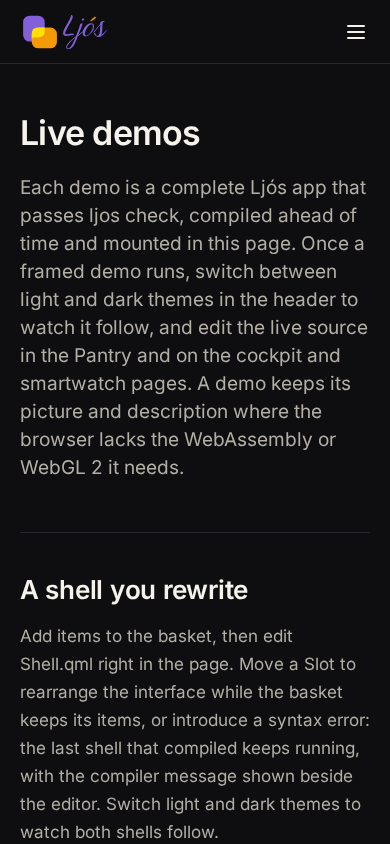 Ljós
Live demos
Each demo is a complete Ljós app that
passes ljos check, compiled ahead of
time and mounted in this page. Once a
framed demo runs, switch between
light and dark themes in the header to
watch it follow, and edit the live source
in the Pantry and on the cockpit and
smartwatch pages. A demo keeps its
picture and description where the
browser lacks the WebAssembly or
WebGL 2 it needs.
A shell you rewrite
Add items to the basket, then edit
Shell.qml right in the page. Move a Slot to
rearrange the interface while the basket
keeps its items, or introduce a syntax error:
the last shell that compiled keeps running,
with the compiler message shown beside
the editor. Switch light and dark themes to
watch both shells follow.